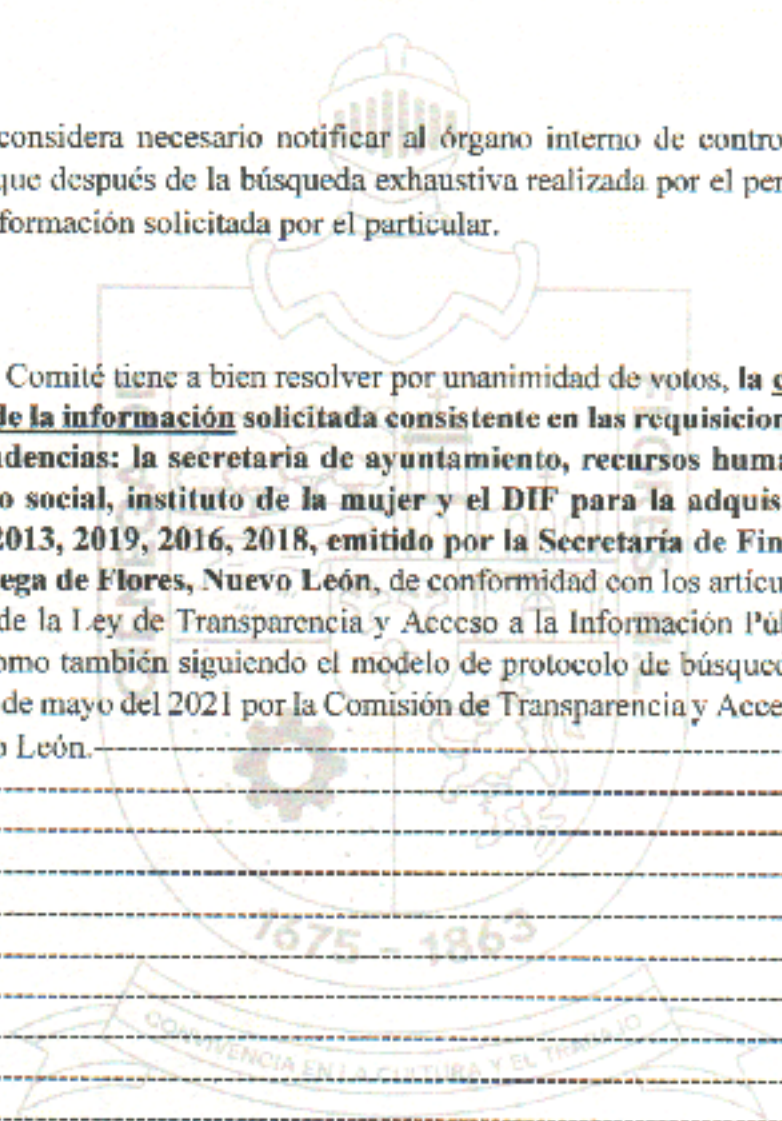 considera necesario notificar al órgano interno de contro
que después de la búsqueda exhaustiva realizada por el per
formación solicitada por el particular.
Comité tiene a bien resolver por unanimidad de votos, la
de la información solicitada consistente en las requisicion
dencias: la secretaria de ayuntamiento, recursos huma
o social, instituto de la mujer y el DIF para la adquis
2013, 2019, 2016, 2018, emitido por la Secretaría de Fin
ega de Flores, Nuevo León, de conformidad con los artícu
de la Ley de Transparencia y Acceso a la Información Púb
omo también siguiendo el modelo de protocolo de búsqued
de mayo del 2021 por la Comisión de Transparencia y Acce
o León.
1675 - 1863
CONVIVENCIA EN LA CULTURA Y EL TRABAJO